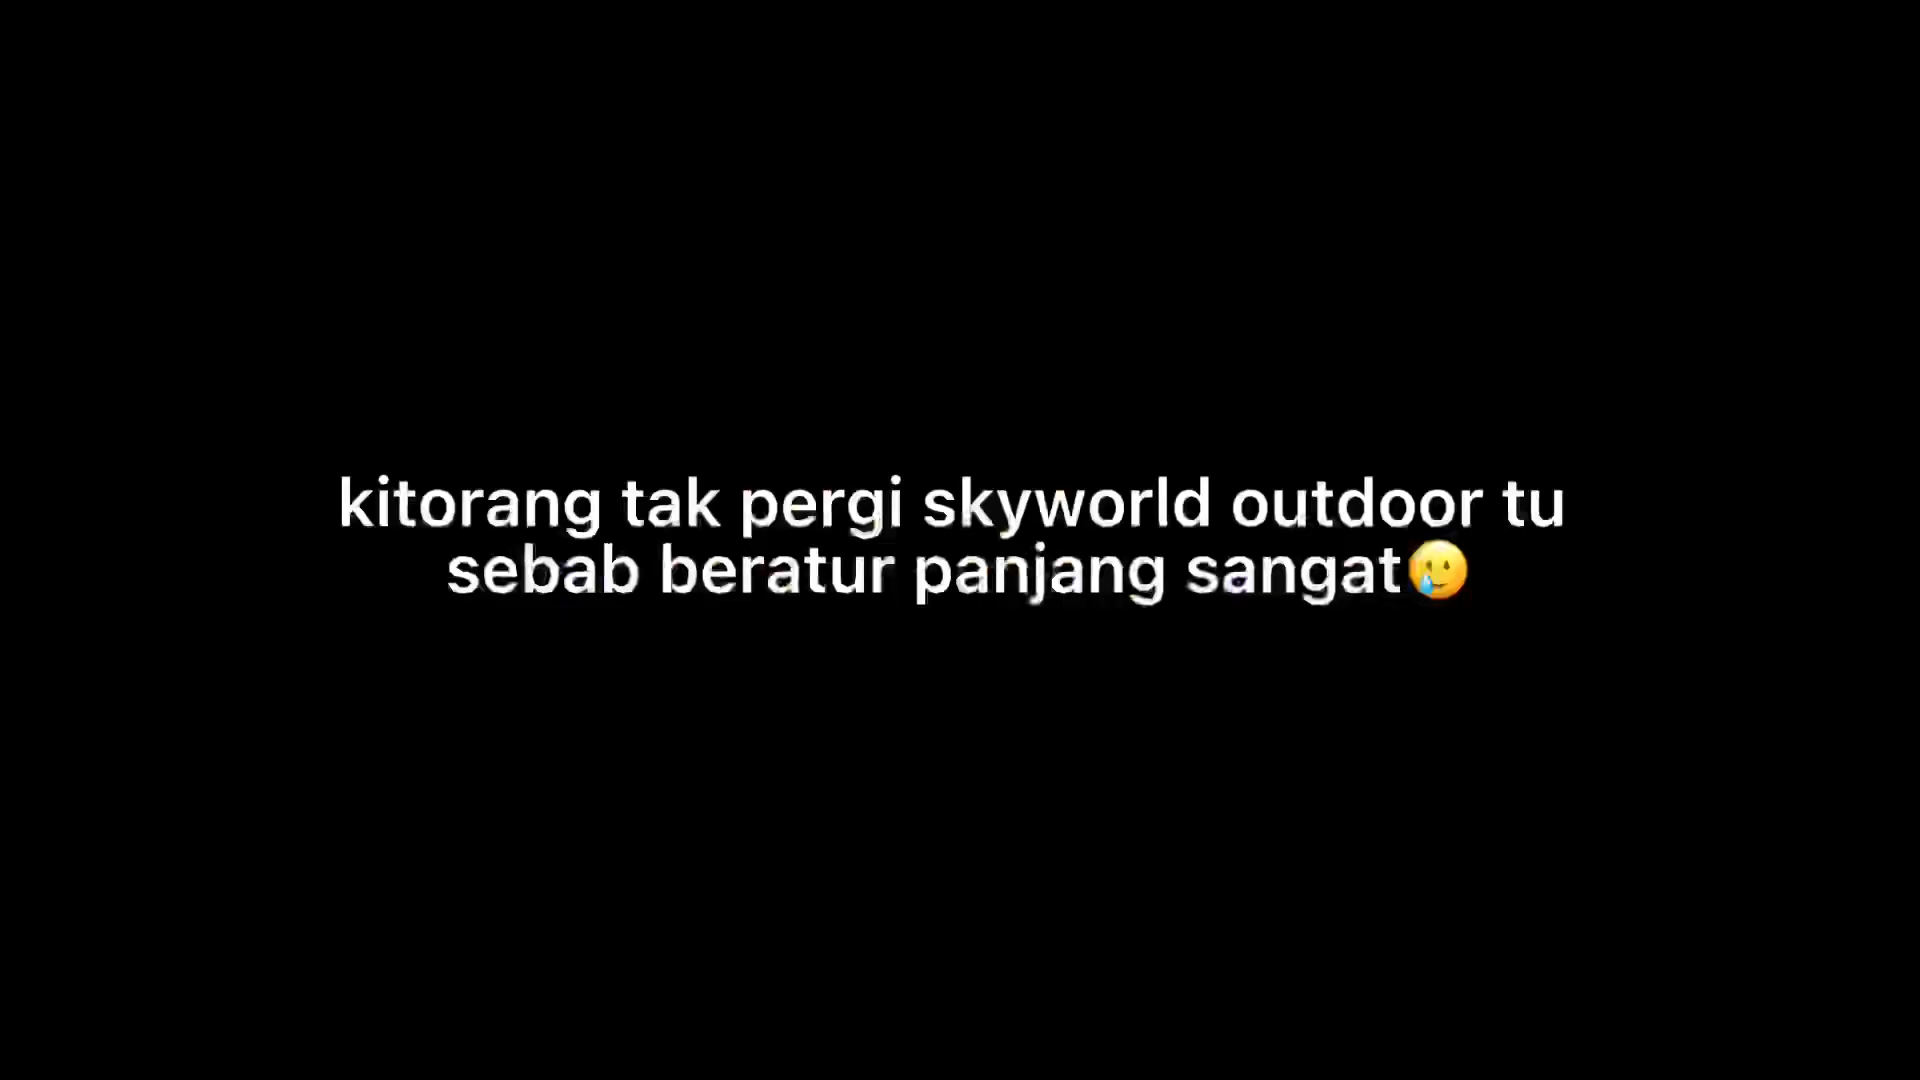 kitorang tak pergi skyworld outdoor tu
sebab beratur panjang sangat🥲